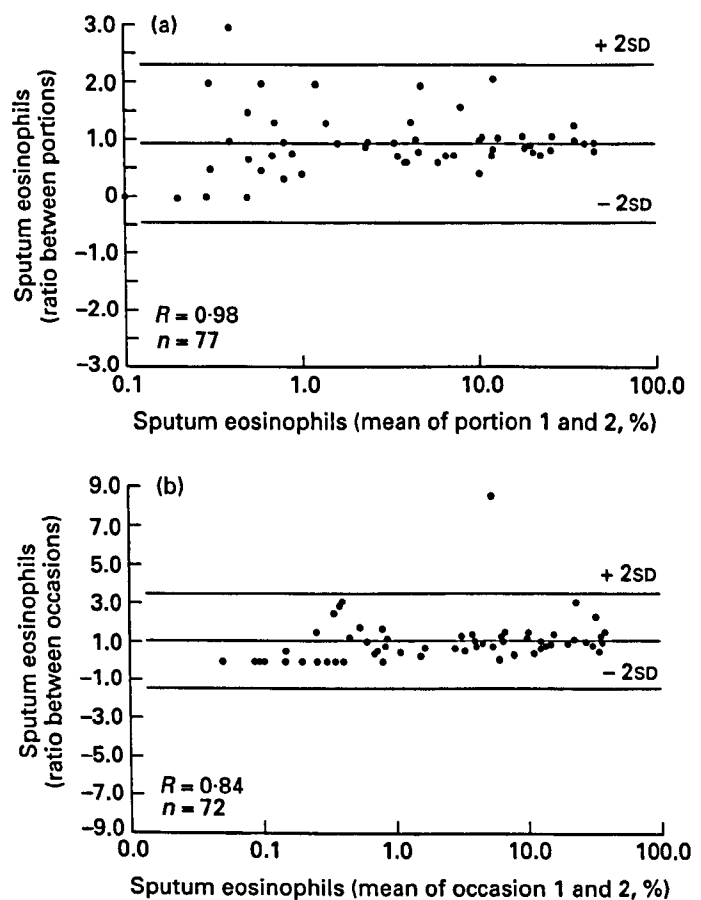 (a)
3.0
2.0
1.0
0
−1.0
−2.0
−3.0
+ 2SD
− 2SD
R = 0·98
n = 77
0.1 1.0 10.0 100.0
Sputum eosinophils (mean of portion 1 and 2, %)
Sputum eosinophils
(ratio between portions)
(b)
9.0
7.0
5.0
3.0
1.0
−1.0
−3.0
−5.0
−7.0
−9.0
+ 2SD
− 2SD
R = 0·84
n = 72
0.0 0.1 1.0 10.0 100.0
Sputum eosinophils (mean of occasion 1 and 2, %)
Sputum eosinophils
(ratio between occasions)